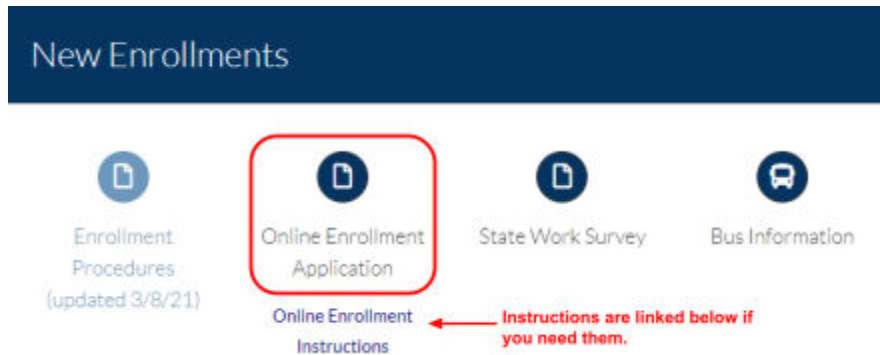 New Enrollments
Enrollment
Procedures
(updated 3/8/21)
Online Enrollment
Application
Online Enrollment
Instructions
State Work Survey
Bus Information
Instructions are linked below if
you need them.